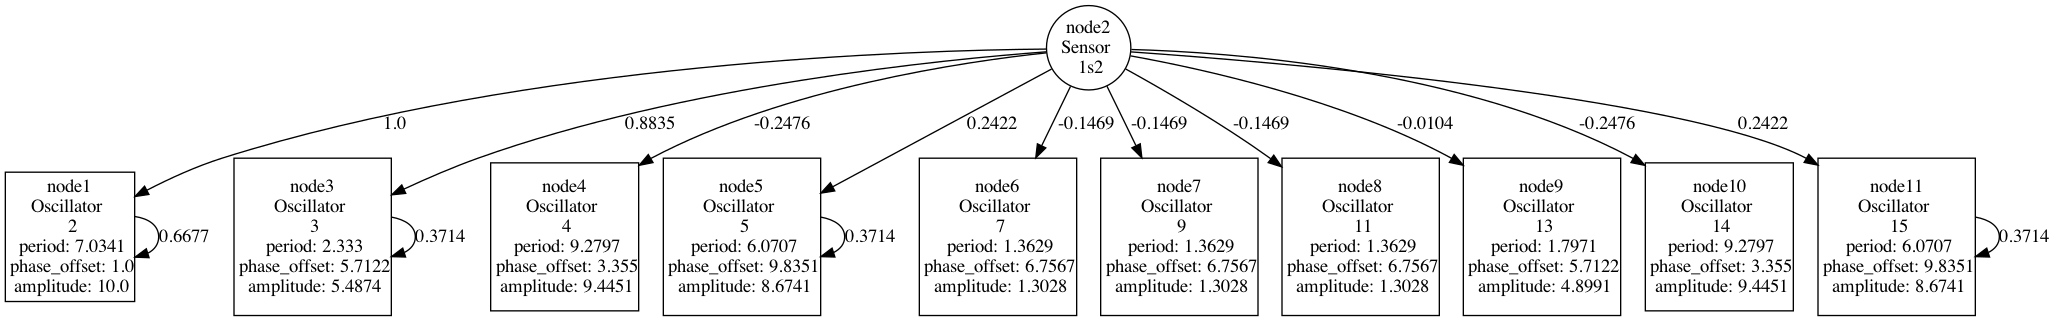 node2
Sensor
1s2
1.0
0.8835
-0.2476
0.2422
-0.1469
-0.1469
-0.1469
-0.0104
-0.2476
0.2422
node1
Oscillator
2
period: 7.0341
phase_offset: 1.0
amplitude: 10.0
0.6677
node3
Oscillator
3
period: 2.333
phase_offset: 5.7122
amplitude: 5.4874
0.3714
node4
Oscillator
4
period: 9.2797
phase_offset: 3.355
amplitude: 9.4451
node5
Oscillator
5
period: 6.0707
phase_offset: 9.8351
amplitude: 8.6741
0.3714
node6
Oscillator
7
period: 1.3629
phase_offset: 6.7567
amplitude: 1.3028
node7
Oscillator
9
period: 1.3629
phase_offset: 6.7567
amplitude: 1.3028
node8
Oscillator
11
period: 1.3629
phase_offset: 6.7567
amplitude: 1.3028
node9
Oscillator
13
period: 1.7971
phase_offset: 5.7122
amplitude: 4.8991
node10
Oscillator
14
period: 9.2797
phase_offset: 3.355
amplitude: 9.4451
node11
Oscillator
15
period: 6.0707
phase_offset: 9.8351
amplitude: 8.6741
0.3714